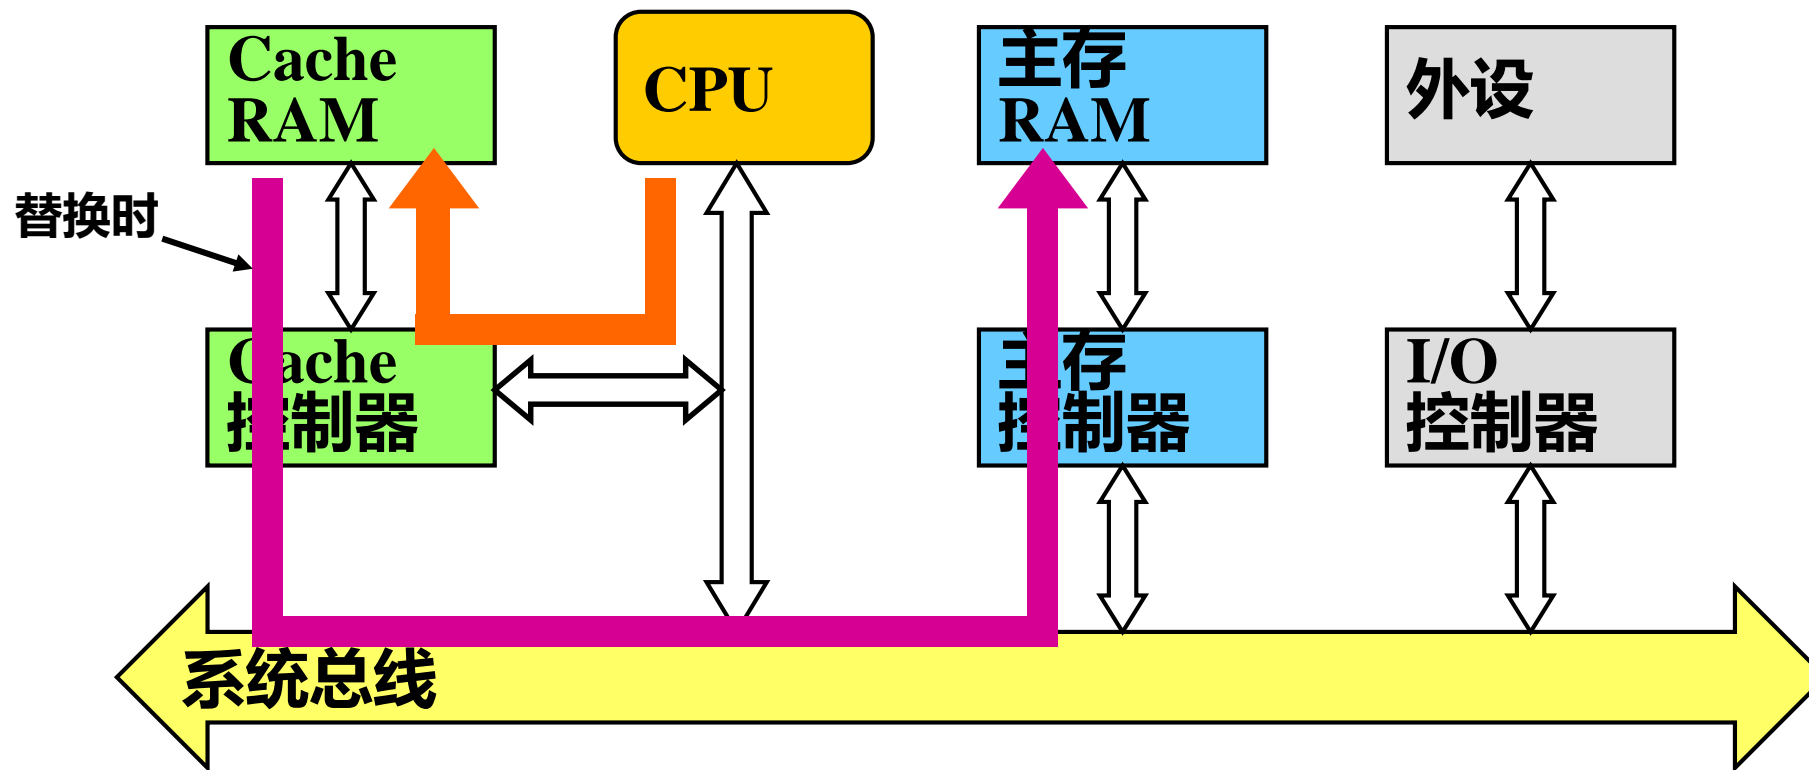 Cache
RAM
CPU
主存
RAM
外设
替换时
Cache
控制器
主存
控制器
I/O
控制器
系统总线